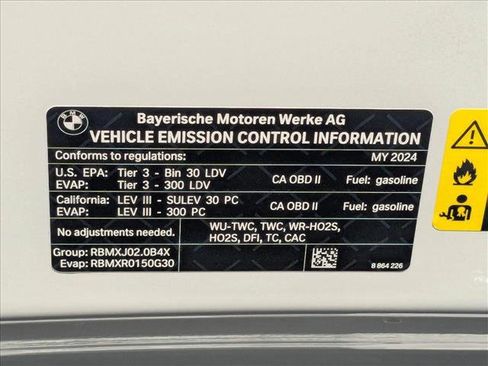 BMW
Bayerische Motoren Werke AG
VEHICLE EMISSION CONTROL INFORMATION
Conforms to regulations: MY 2024
U.S. EPA: Tier 3 - Bin 30 LDV CA OBD II Fuel: gasoline
EVAP: Tier 3 - 300 LDV
California: LEV III - SULEV 30 PC CA OBD II Fuel: gasoline
EVAP: LEV III - 300 PC
No adjustments needed. WU-TWC, TWC, WR-HO2S,
HO2S, DFI, TC, CAC
Group: RBMXJ02.0B4X
Evap: RBMXR0150G30
8 864 226